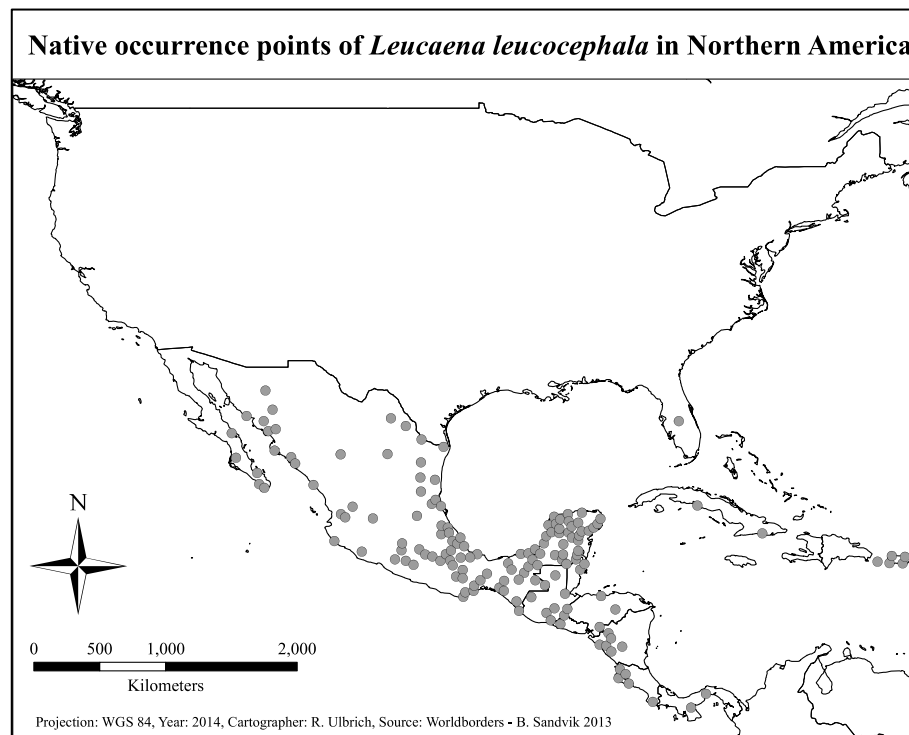 Native occurrence points of Leucaena leucocephala in Northern America
N
0 500 1,000 2,000
Kilometers
Projection: WGS 84, Year: 2014, Cartographer: R. Ulbrich, Source: Worldborders - B. Sandvik 2013